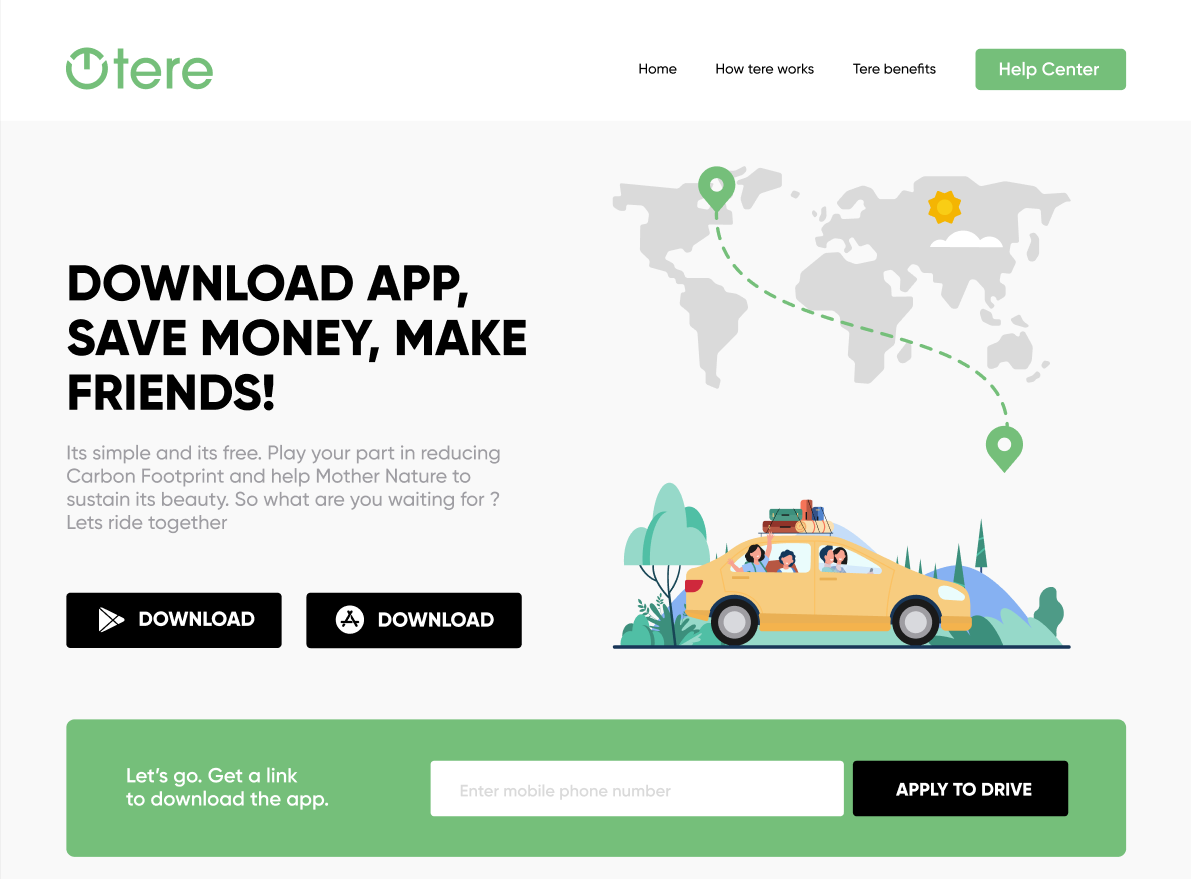 tere
Home
How tere works
Tere benefits
Help Center
DOWNLOAD APP,
SAVE MONEY, MAKE
FRIENDS!
Its simple and its free. Play your part in reducing
Carbon Footprint and help Mother Nature to
sustain its beauty. So what are you waiting for ?
Lets ride together
DOWNLOAD
DOWNLOAD
Let’s go. Get a link
to download the app.
Enter mobile phone number
APPLY TO DRIVE